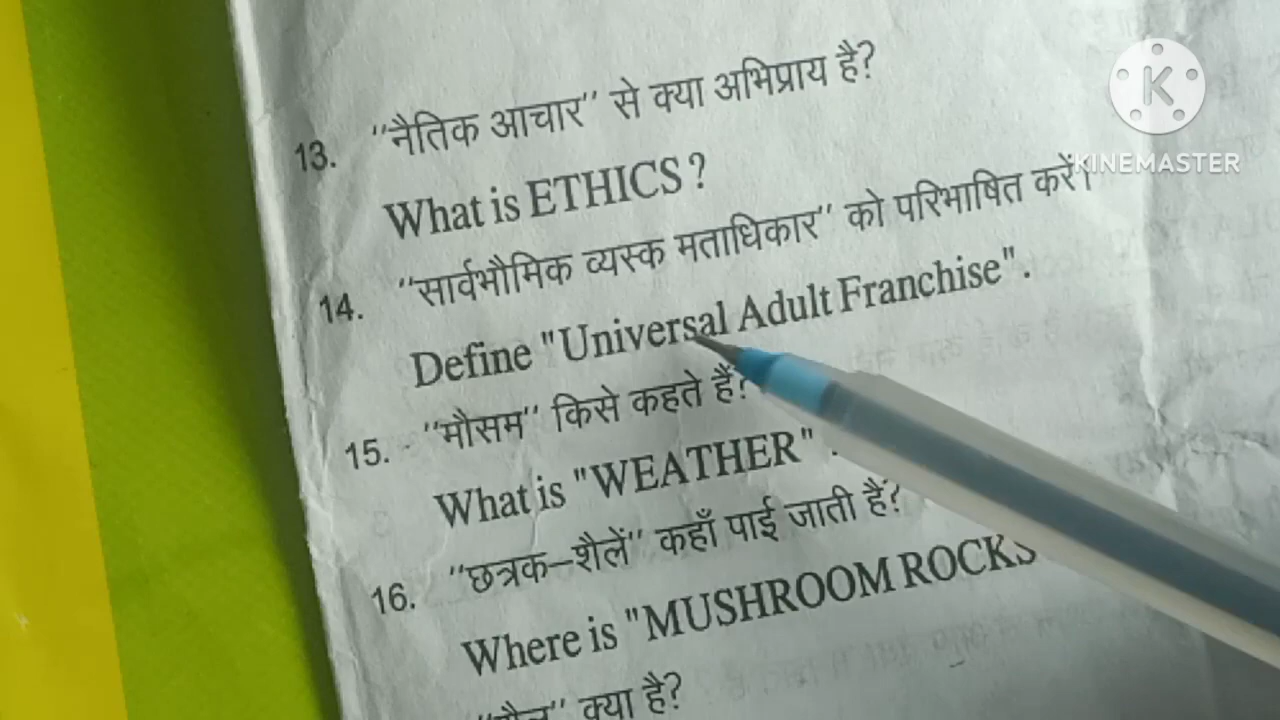 K
KINEMASTER
13. "नैतिक आचार" से क्या अभिप्राय है?
What is ETHICS ?
14. "सार्वभौमिक व्यस्क मताधिकार" को परिभाषित करें।
Define "Universal Adult Franchise".
15. "मौसम" किसे कहते हैं?
What is "WEATHER" .
16. "छत्रक–शैलें" कहाँ पाई जाती हैं?
Where is "MUSHROOM ROCKS
क्या है?